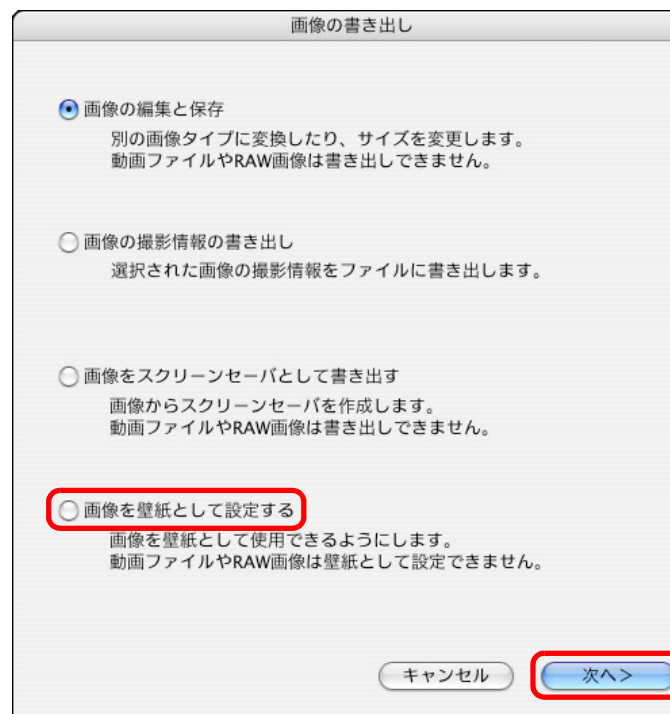 画像の書き出し
画像の編集と保存
別の画像タイプに変換したり、サイズを変更します。
動画ファイルやRAW画像は書き出しできません。
画像の撮影情報の書き出し
選択された画像の撮影情報をファイルに書き出します。
画像をスクリーンセーバとして書き出す
画像からスクリーンセーバを作成します。
動画ファイルやRAW画像は書き出しできません。
画像を壁紙として設定する
画像を壁紙として使用できるようにします。
動画ファイルやRAW画像は壁紙として設定できません。
キャンセル 次へ>